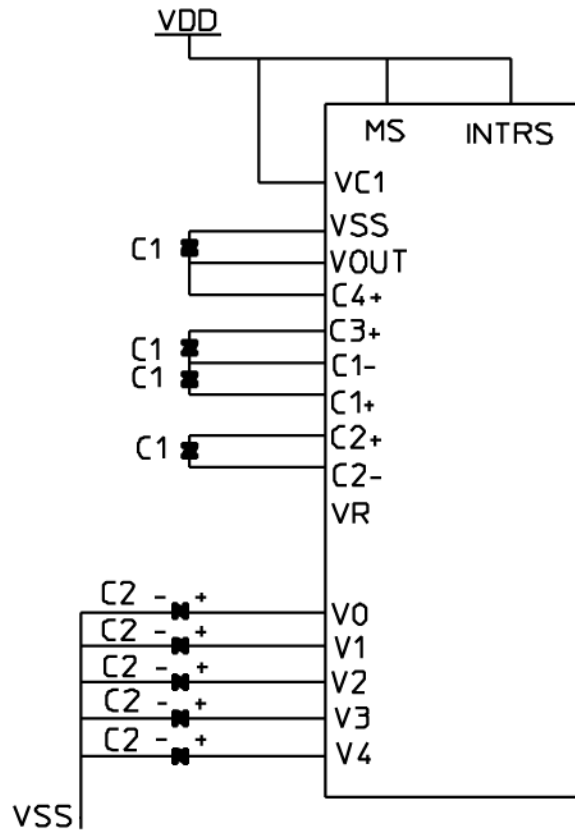 VDD
MS INTRS
VC1
VSS
C1
VOUT
C4+
C3+
C1
C1-
C1
C1+
C2+
C1
C2-
VR
C2 - +
V0
C2 - +
V1
C2 - +
V2
C2 - +
V3
C2 - +
V4
VSS